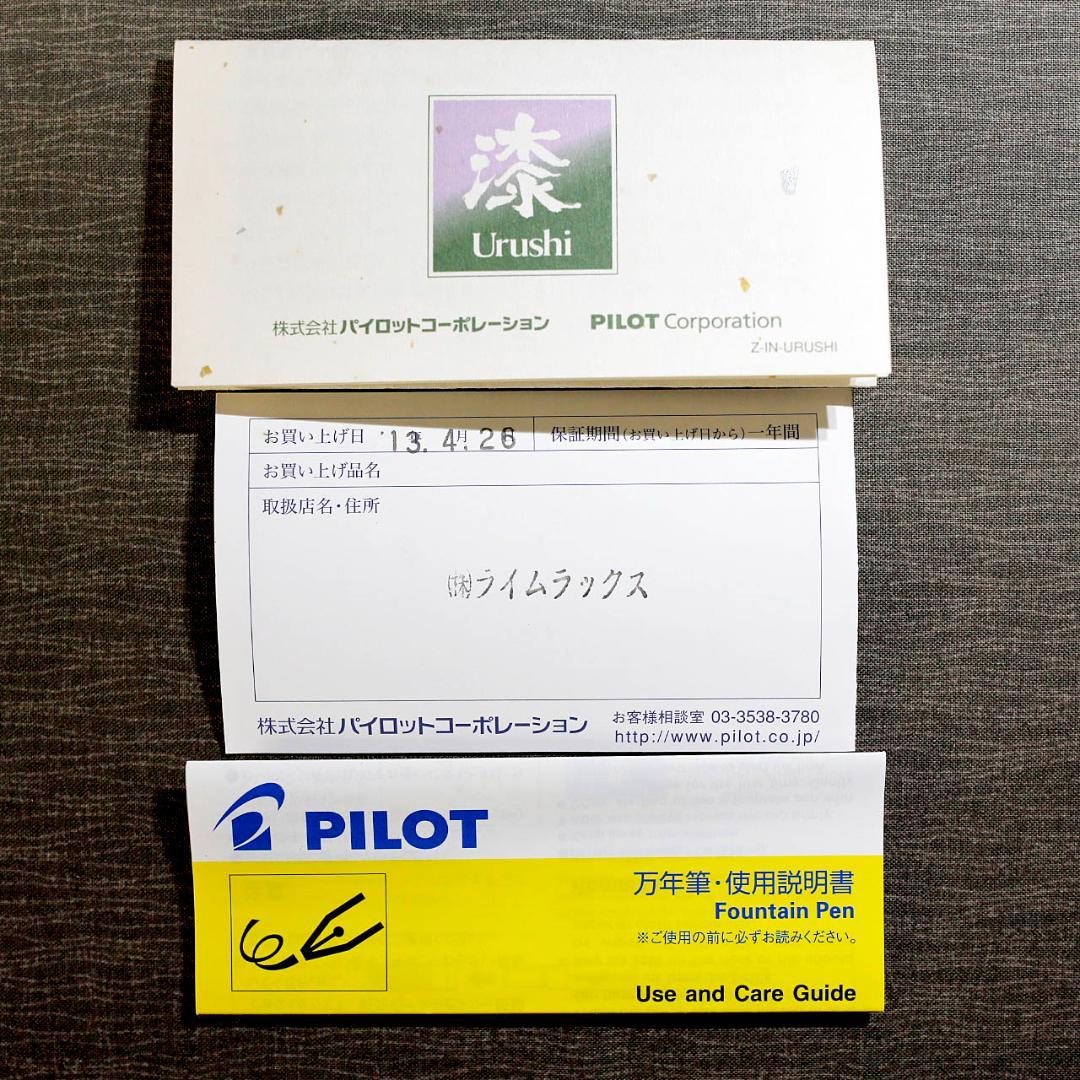 漆
Urushi
株式会社パイロットコーポレーション PILOT Corporation
Z-IN-URUSHI
お買い上げ日 '13.4月.26 保証期間(お買い上げ日から)一年間
お買い上げ品名
取扱店名・住所
㈱ライムラックス
株式会社パイロットコーポレーション お客様相談室 03-3538-3780
http://www.pilot.co.jp/
PILOT
万年筆・使用説明書
Fountain Pen
※ご使用の前に必ずお読みください。
Use and Care Guide